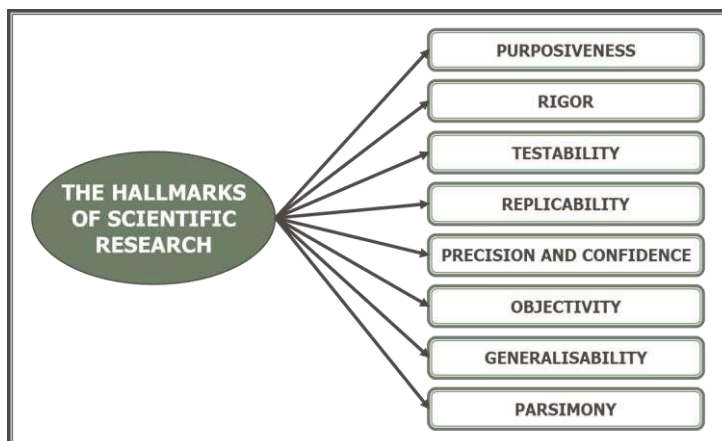 THE HALLMARKS
OF SCIENTIFIC
RESEARCH
PURPOSIVENESS
RIGOR
TESTABILITY
REPLICABILITY
PRECISION AND CONFIDENCE
OBJECTIVITY
GENERALISABILITY
PARSIMONY